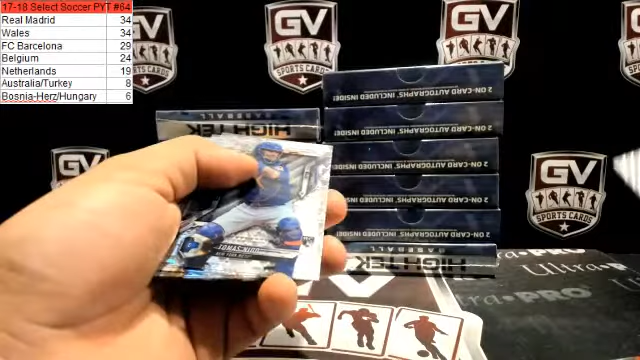 17-18 Select Soccer PYT #64
Real Madrid 34
Wales 34
FC Barcelona 29
Belgium 24
Netherlands 19
Australia/Turkey 8
Bosnia-Herz/Hungary 6
GV
SPORTS CARDS
GV
SPORTS CARDS
GV
SPORTS CARDS
GV
GV
SPORTS CARDS
2 ON-CARD AUTOGRAPHS, INCLUDED INSIDE!
2 ON-CARD AUTOGRAPHS, INCLUDED INSIDE!
2 ON-CARD AUTOGRAPHS, INCLUDED INSIDE!
2 ON-CARD AUTOGRAPHS, INCLUDED INSIDE!
2 ON-CARD AUTOGRAPHS, INCLUDED INSIDE!
BASEBALL
HIGH TEK
BASEBALL
HIGH TEK
TOMAS NIDO
NEW YORK METS
Ultra•PRO
Ultra•PRO
GV